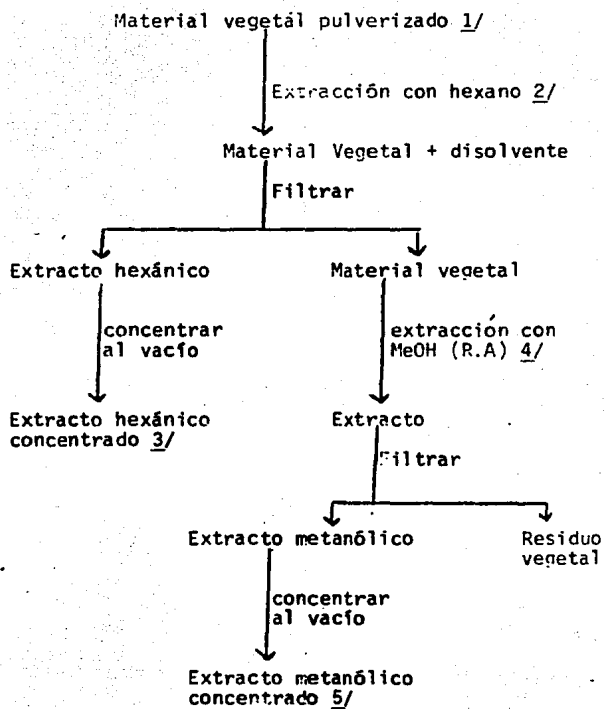 Material vegetál pulverizado 1/
Extracción con hexano 2/
Material Vegetal + disolvente
Filtrar
Extracto hexánico
Material vegetal
concentrar
al vacío
extracción con
MeOH (R.A) 4/
Extracto hexánico
concentrado 3/
Extracto
Filtrar
Extracto metanólico
Residuo
vegetal
concentrar
al vacío
Extracto metanólico
concentrado 5/